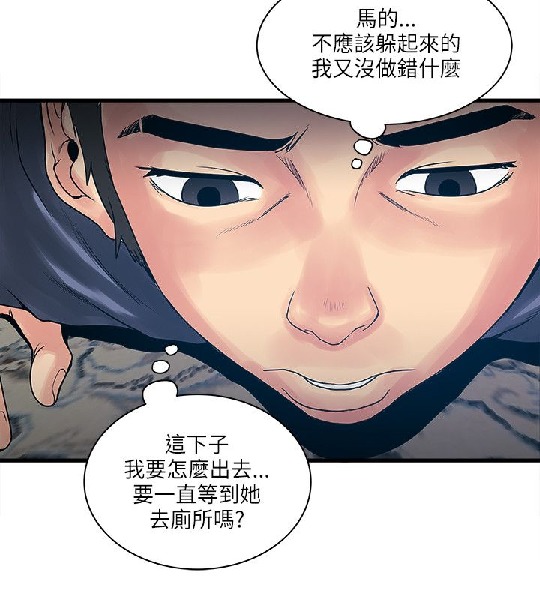 馬的...
不應該躲起來的
我又沒做錯什麼
這下子
我要怎麼出去...
要一直等到她
去廁所嗎?